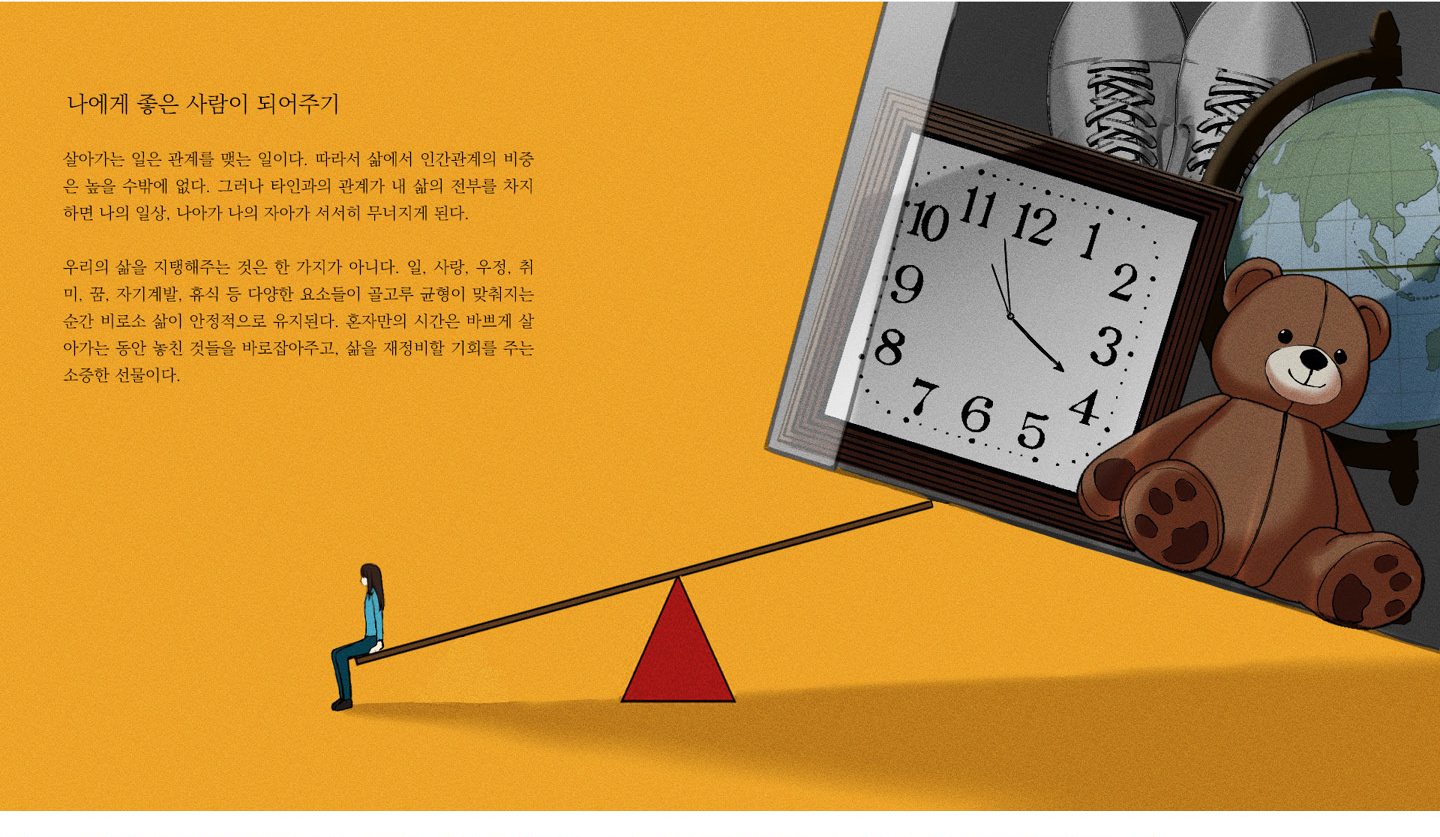 나에게 좋은 사람이 되어주기
살아가는 일은 관계를 맺는 일이다. 따라서 삶에서 인간관계의 비중
은 높을 수밖에 없다. 그러나 타인과의 관계가 내 삶의 전부를 차지
하면 나의 일상, 나아가 나의 자아가 서서히 무너지게 된다.
우리의 삶을 지탱해주는 것은 한 가지가 아니다. 일, 사랑, 우정, 취
미, 꿈, 자기계발, 휴식 등 다양한 요소들이 골고루 균형이 맞춰지는
순간 비로소 삶이 안정적으로 유지된다. 혼자만의 시간은 바쁘게 살
아가는 동안 놓친 것들을 바로잡아주고, 삶을 재정비할 기회를 주는
소중한 선물이다.
12
1
2
3
4
5
6
7
8
9
10
11